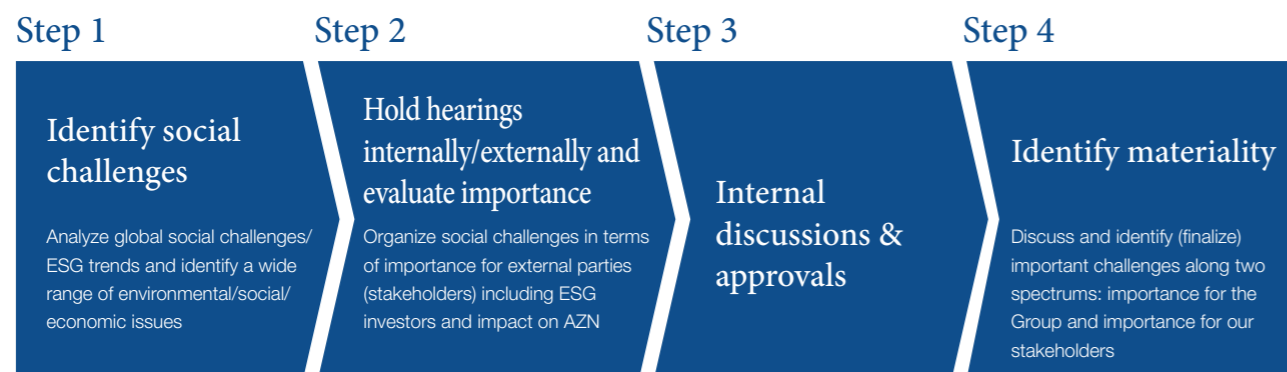 Step 1
Identify social
challenges
Analyze global social challenges/
ESG trends and identify a wide
range of environmental/social/
economic issues
Step 2
Hold hearings
internally/externally and
evaluate importance
Organize social challenges in terms
of importance for external parties
(stakeholders) including ESG
investors and impact on AZN
Step 3
Internal
discussions &
approvals
Step 4
Identify materiality
Discuss and identify (finalize)
important challenges along two
spectrums: importance for the
Group and importance for our
stakeholders